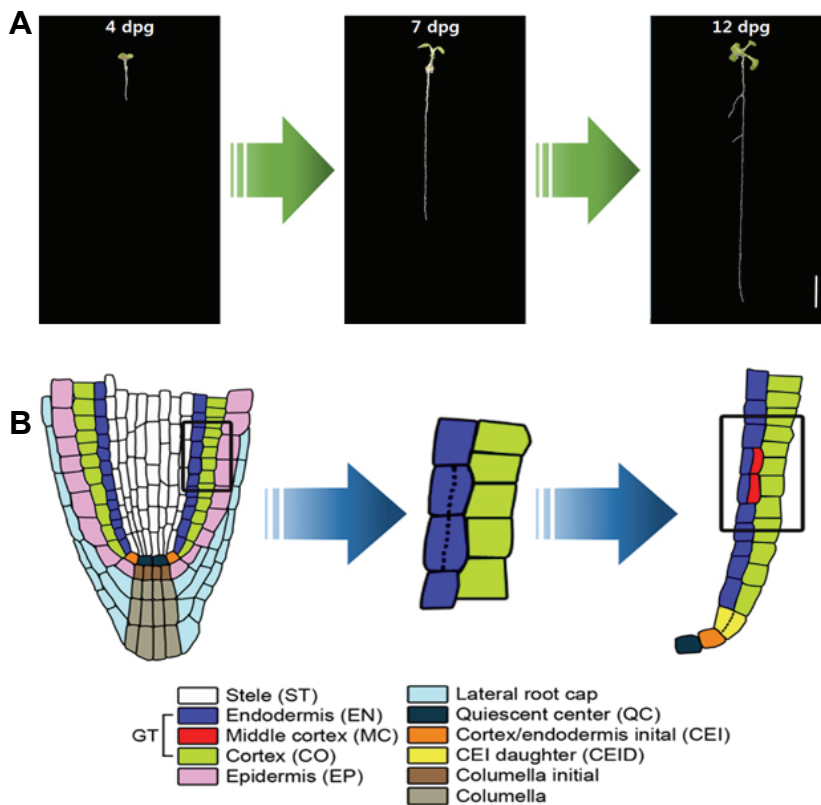 A
4 dpg
7 dpg
12 dpg
B
Stele (ST)
Endodermis (EN)
GT
Middle cortex (MC)
Cortex (CO)
Epidermis (EP)
Lateral root cap
Quiescent center (QC)
Cortex/endodermis inital (CEI)
CEI daughter (CEID)
Columella initial
Columella